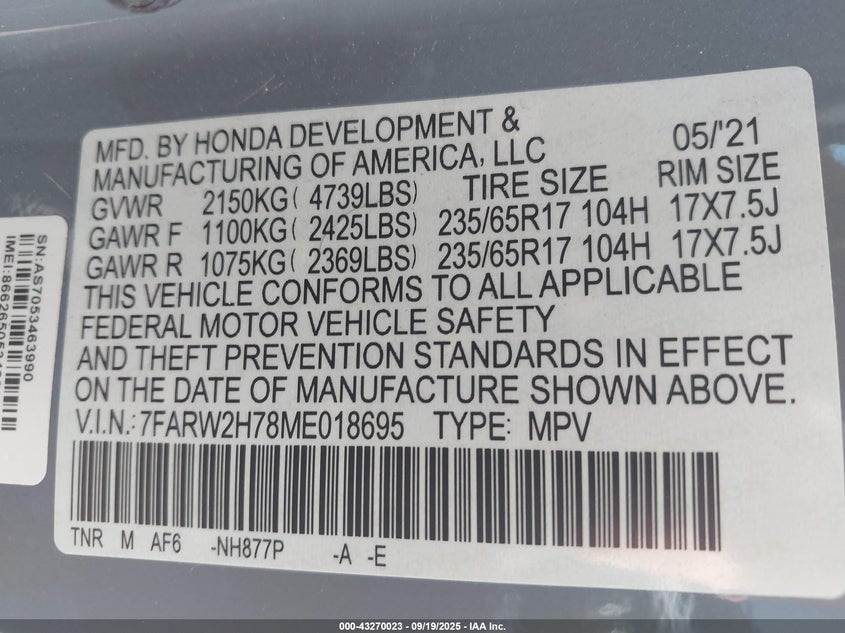 MFD. BY HONDA DEVELOPMENT & 05/'21
MANUFACTURING OF AMERICA, LLC
GVWR 2150KG( 4739LBS) TIRE SIZE RIM SIZE
GAWR F 1100KG( 2425LBS) 235/65R17 104H 17X7.5J
GAWR R 1075KG( 2369LBS) 235/65R17 104H 17X7.5J
THIS VEHICLE CONFORMS TO ALL APPLICABLE
FEDERAL MOTOR VEHICLE SAFETY
AND THEFT PREVENTION STANDARDS IN EFFECT
ON THE DATE OF MANUFACTURE SHOWN ABOVE.
V.I.N.:7FARW2H78ME018695 TYPE: MPV
TNR M AF6 -NH877P -A -E
SN:AS7053463990
000-43270023 - 09/19/2025 - IAA Inc.